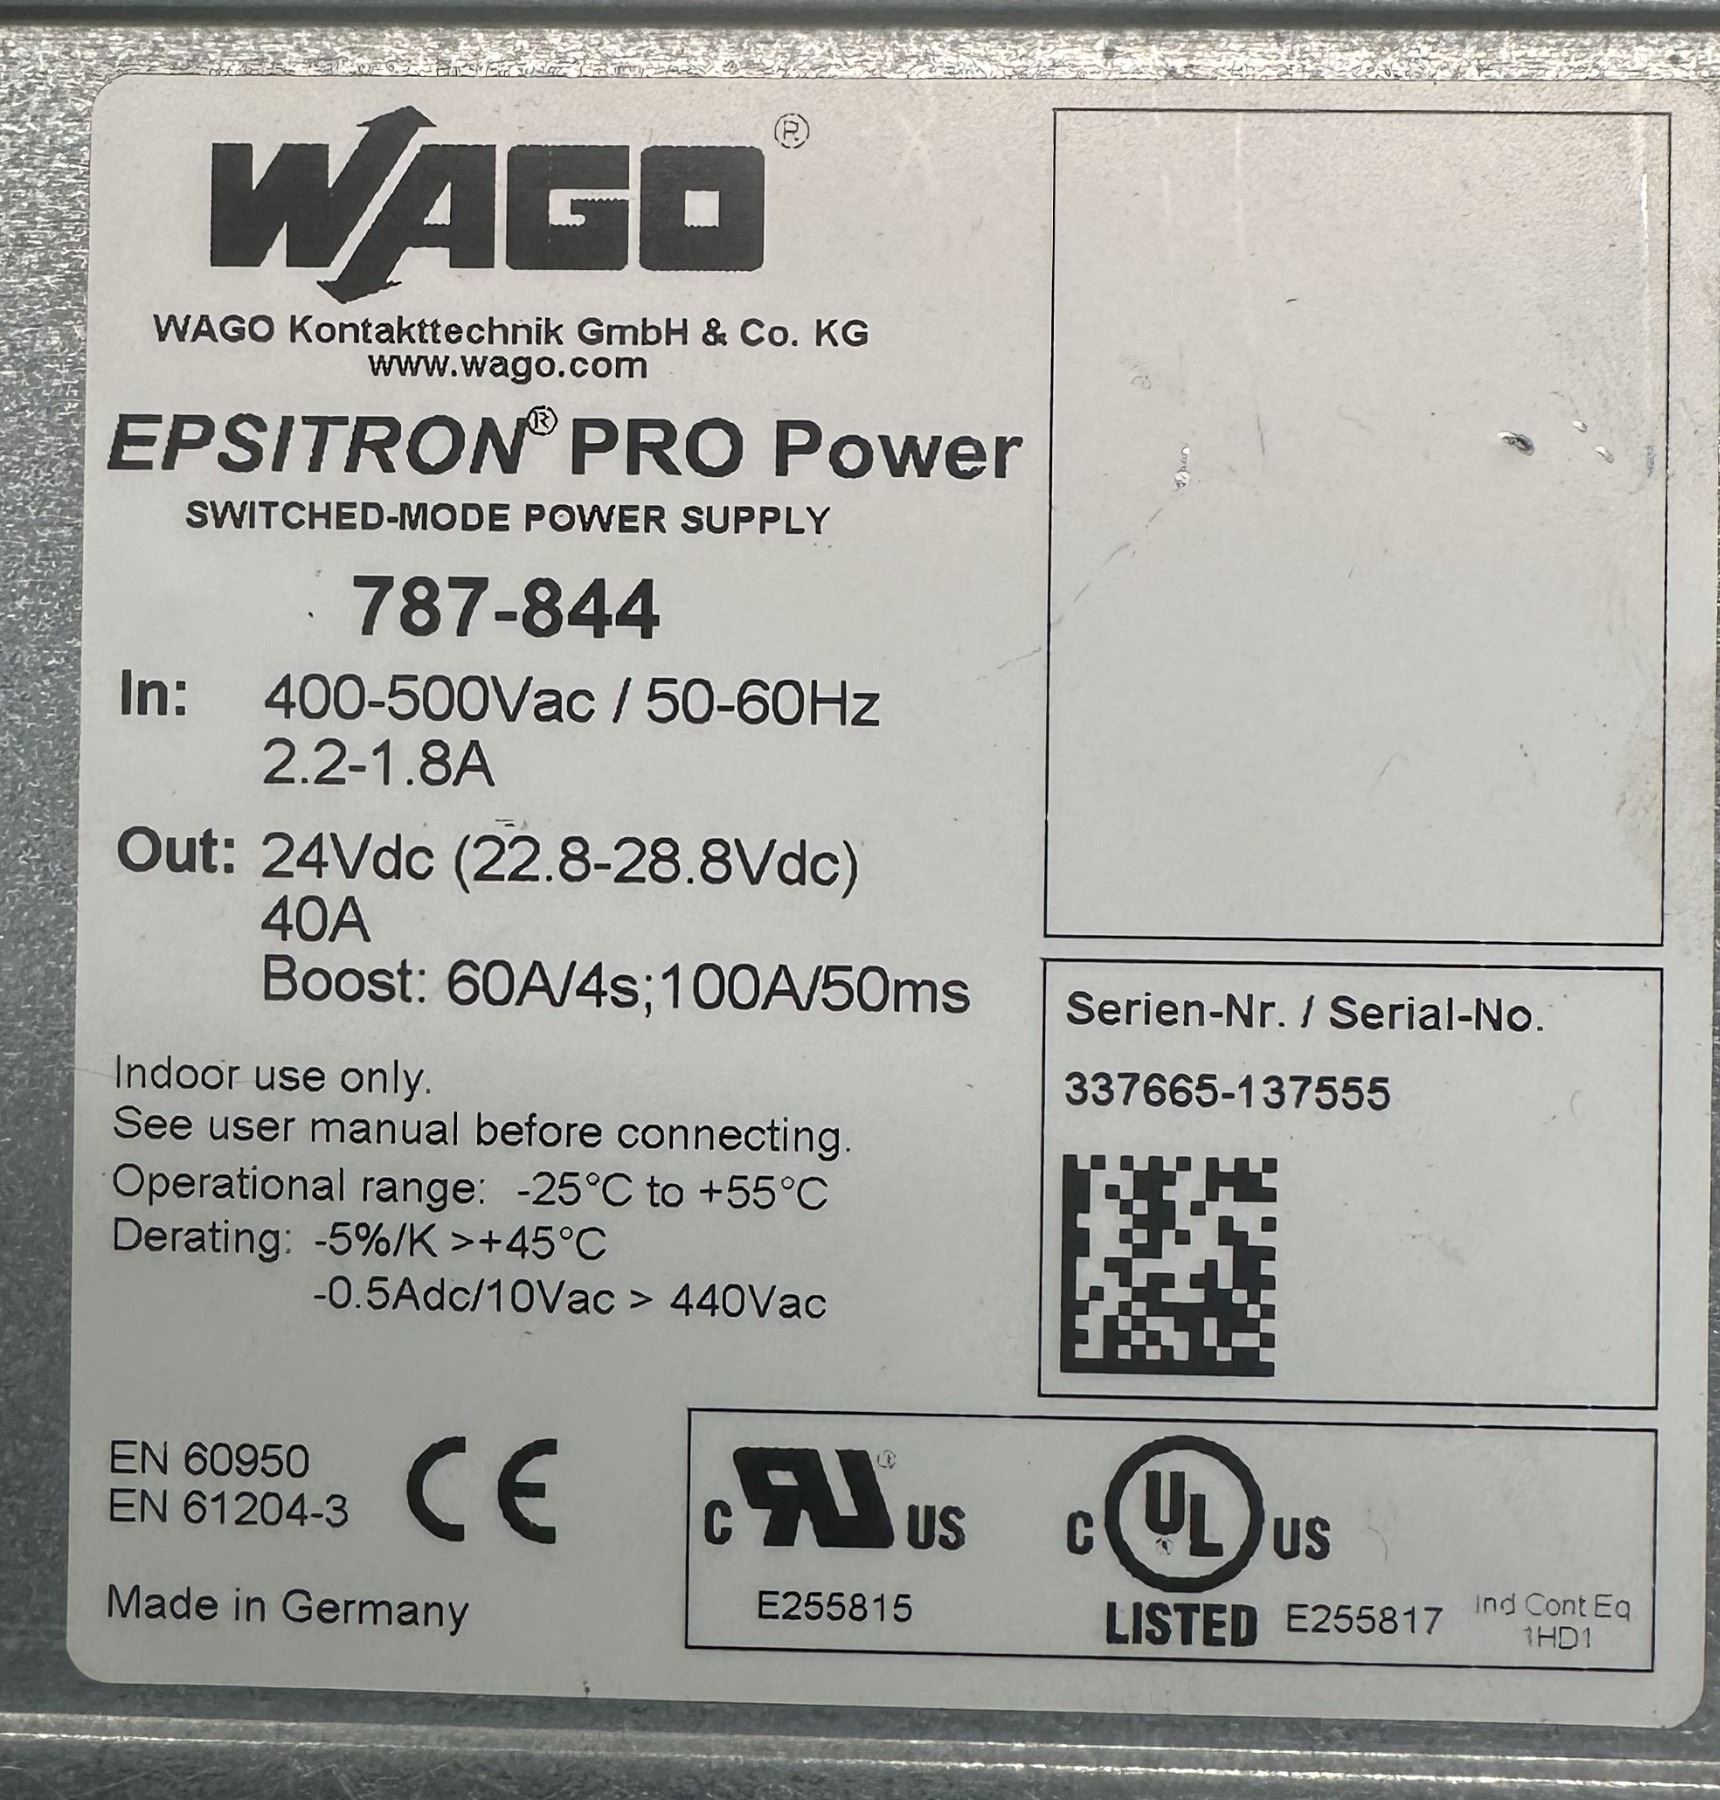 WAGO®
WAGO Kontakttechnik GmbH & Co. KG
www.wago.com
EPSITRON® PRO Power
SWITCHED-MODE POWER SUPPLY
787-844
In: 400-500Vac / 50-60Hz
2.2-1.8A
Out: 24Vdc (22.8-28.8Vdc)
40A
Boost: 60A/4s;100A/50ms
Indoor use only.
See user manual before connecting.
Operational range: -25°C to +55°C
Derating: -5%/K >+45°C
-0.5Adc/10Vac > 440Vac
EN 60950
EN 61204-3
CE
Made in Germany
Serien-Nr. / Serial-No.
337665-137555
c RU® US
E255815
c UL US
LISTED E255817
Ind Cont Eq
1HD1